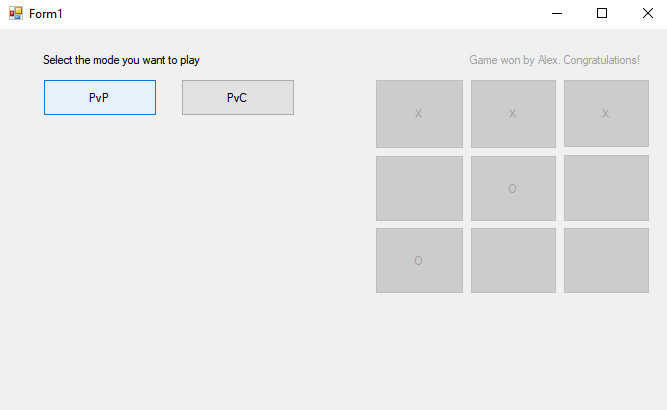 Form1
Select the mode you want to play
Game won by Alex. Congratulations!
PvP PvC
X X X
O
O